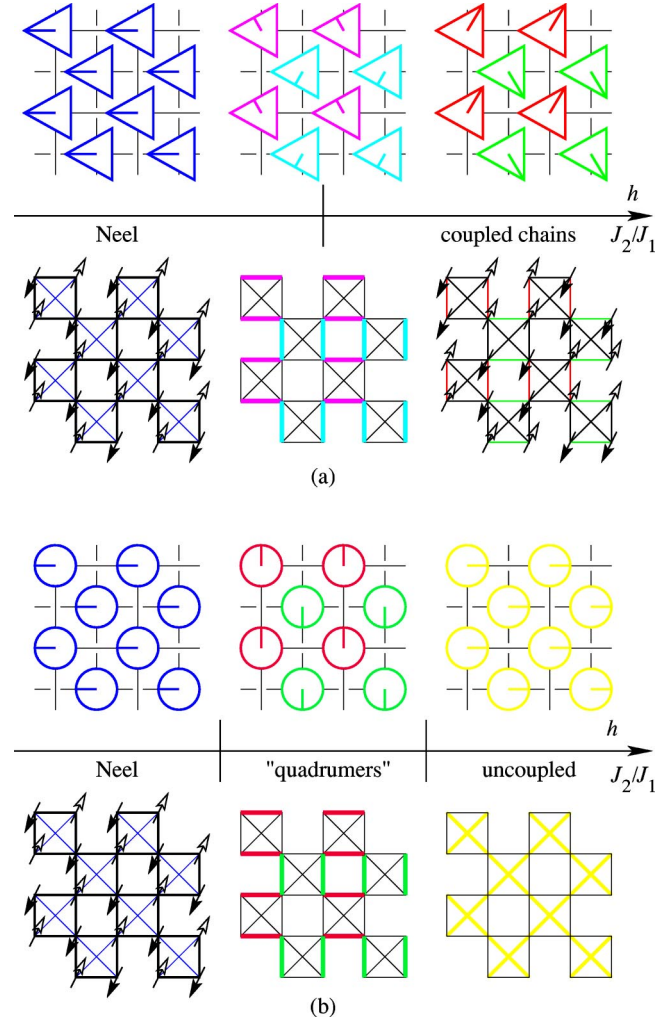 h
Neel coupled chains J2/J1
(a)
h
Neel "quadrumers" uncoupled J2/J1
(b)